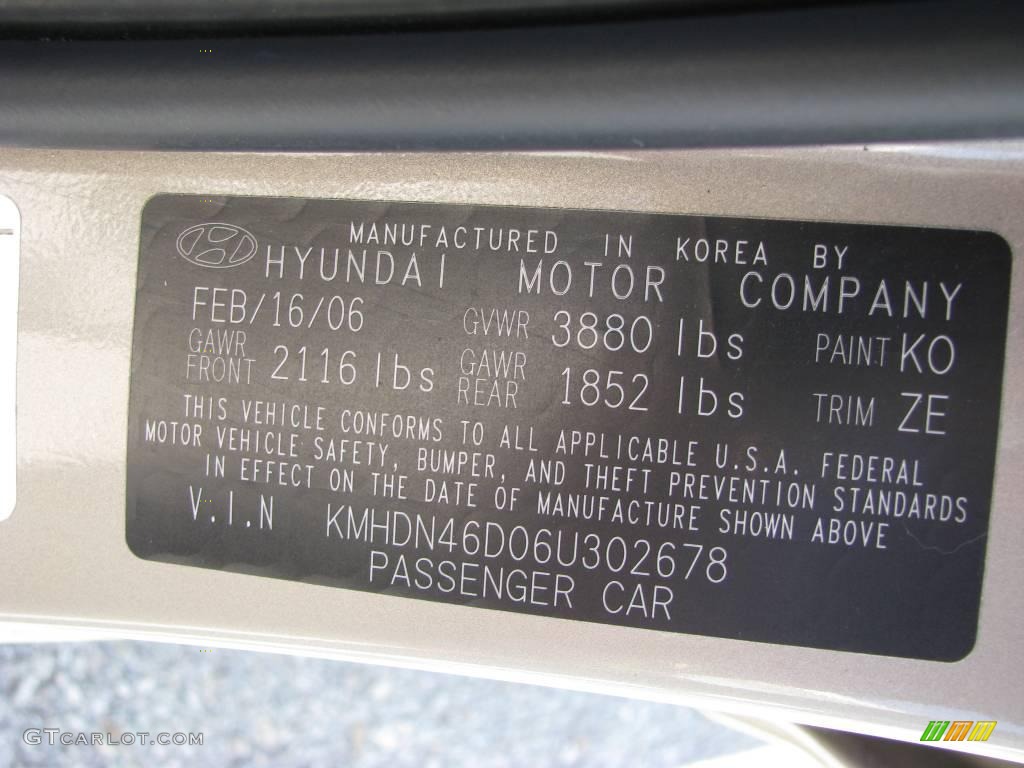 MANUFACTURED IN KOREA BY
HYUNDAI MOTOR COMPANY
FEB/16/06 GVWR 3880 lbs PAINT KO
GAWR FRONT 2116 lbs GAWR REAR 1852 lbs TRIM ZE
THIS VEHICLE CONFORMS TO ALL APPLICABLE U.S.A. FEDERAL
MOTOR VEHICLE SAFETY, BUMPER, AND THEFT PREVENTION STANDARDS
IN EFFECT ON THE DATE OF MANUFACTURE SHOWN ABOVE
V.I.N KMHDN46D06U302678
PASSENGER CAR
GTCARLOT.COM